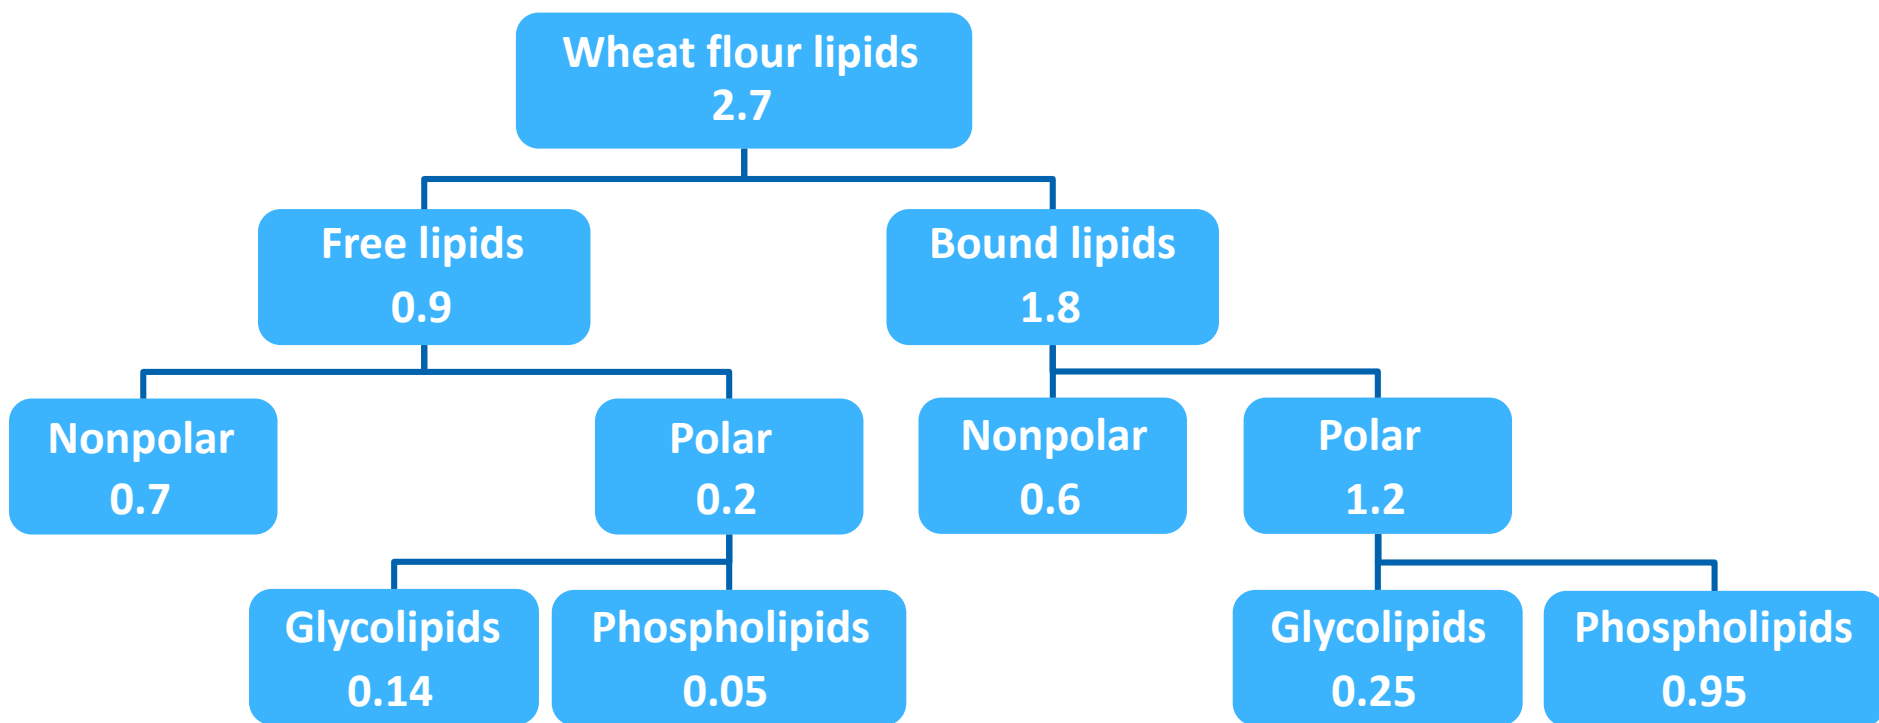 Wheat flour lipids
2.7
Free lipids
0.9
Bound lipids
1.8
Nonpolar
0.7
Polar
0.2
Nonpolar
0.6
Polar
1.2
Glycolipids
0.14
Phospholipids
0.05
Glycolipids
0.25
Phospholipids
0.95